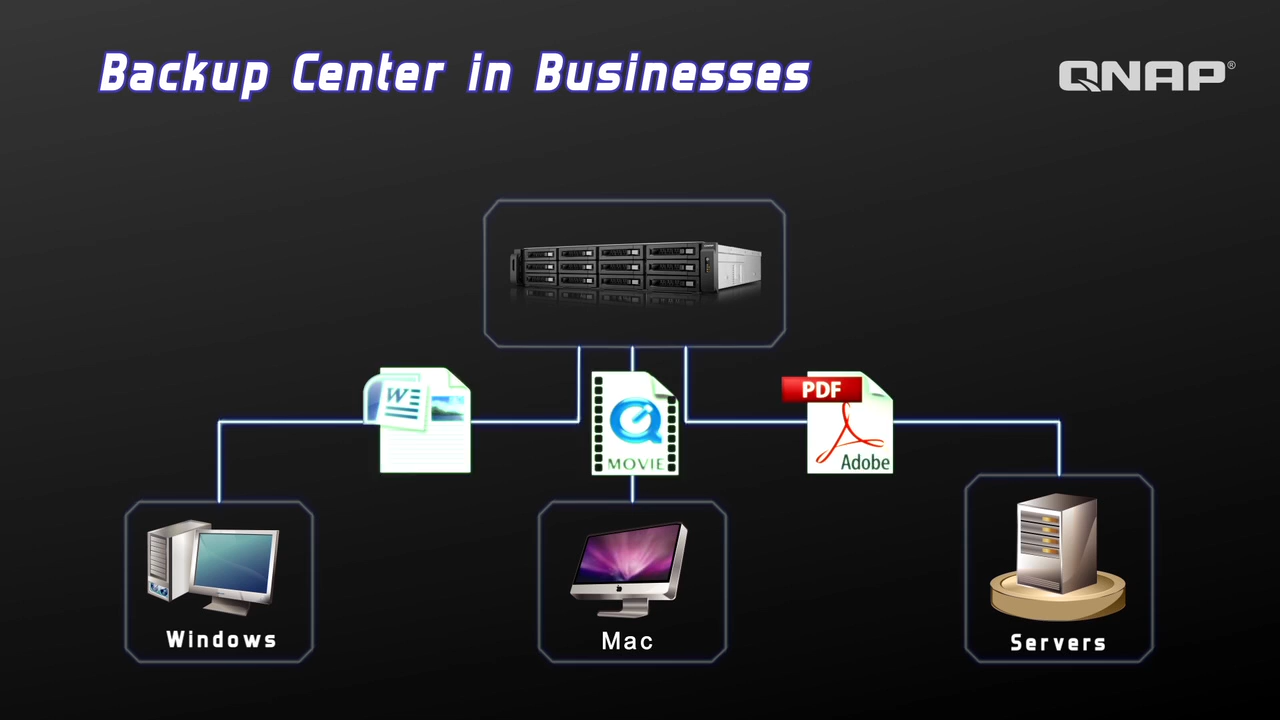 Backup Center in Businesses
QNAP®
W
MOVIE
PDF
Adobe
Windows
Mac
Servers